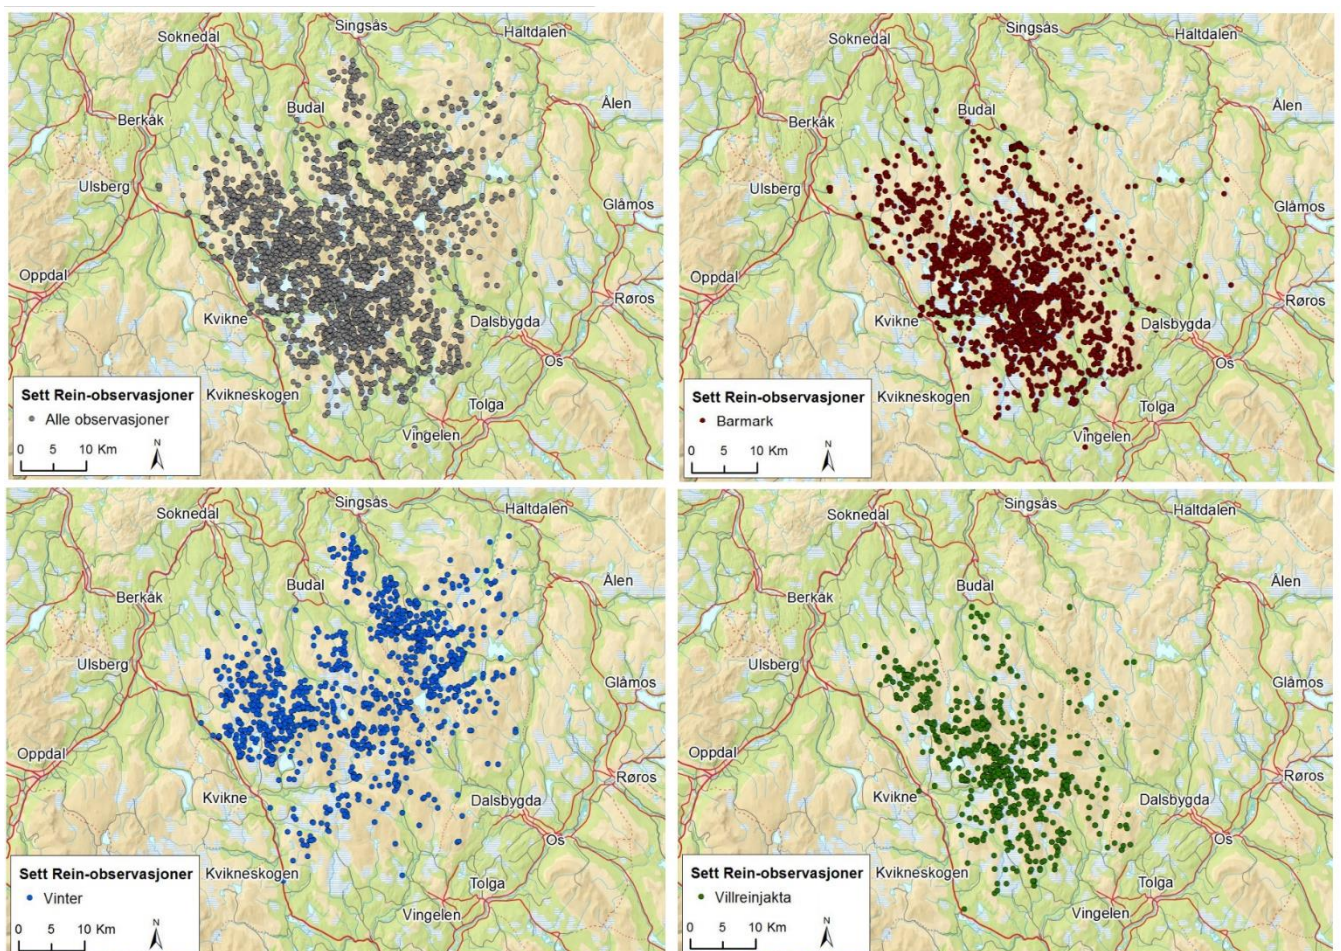 Singsås
Soknedal
Haltdalen
Budal
Ålen
Berkåk
Ulsberg
Glåmos
Oppdal
Røros
Kvikne
Dalsbygda
Os
Sett Rein-observasjoner
Kvikneskogen
Alle observasjoner
Tolga
Vingelen
0 5 10 Km
N
Singsås
Soknedal
Haltdalen
Budal
Ålen
Berkåk
Ulsberg
Glåmos
Oppdal
Røros
Kvikne
Dalsbygda
Os
Sett Rein-observasjoner
Kvikneskogen
Barmark
Tolga
Vingelen
0 5 10 Km
N
Singsås
Soknedal
Haltdalen
Budal
Ålen
Berkåk
Ulsberg
Glåmos
Oppdal
Røros
Kvikne
Dalsbygda
Os
Sett Rein-observasjoner
Kvikneskogen
Vinter
Tolga
Vingelen
0 5 10 Km
N
Singsås
Soknedal
Haltdalen
Budal
Ålen
Berkåk
Ulsberg
Glåmos
Oppdal
Røros
Kvikne
Dalsbygda
Os
Sett Rein-observasjoner
Kvikneskogen
Villreinjakta
Tolga
Vingelen
0 5 10 Km
N